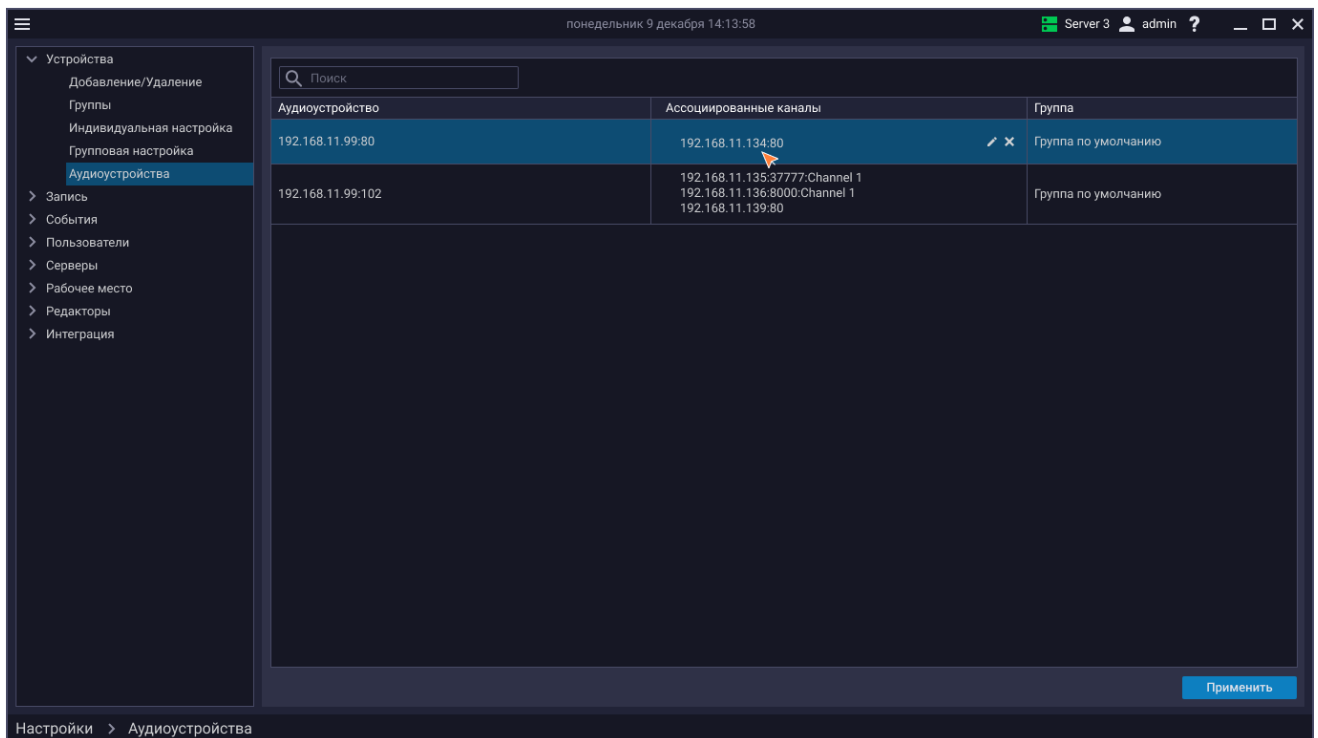 понедельник 9 декабря 14:13:58
Server 3 admin ?
Устройства
Добавление/Удаление
Группы
Индивидуальная настройка
Групповая настройка
Аудиоустройства
Запись
События
Пользователи
Серверы
Рабочее место
Редакторы
Интеграция
Поиск
Аудиоустройство Ассоциированные каналы Группа
192.168.11.99:80 192.168.11.134:80 Группа по умолчанию
192.168.11.99:102 192.168.11.135:37777:Channel 1
192.168.11.136:8000:Channel 1
192.168.11.139:80
Группа по умолчанию
Применить
Настройки > Аудиоустройства